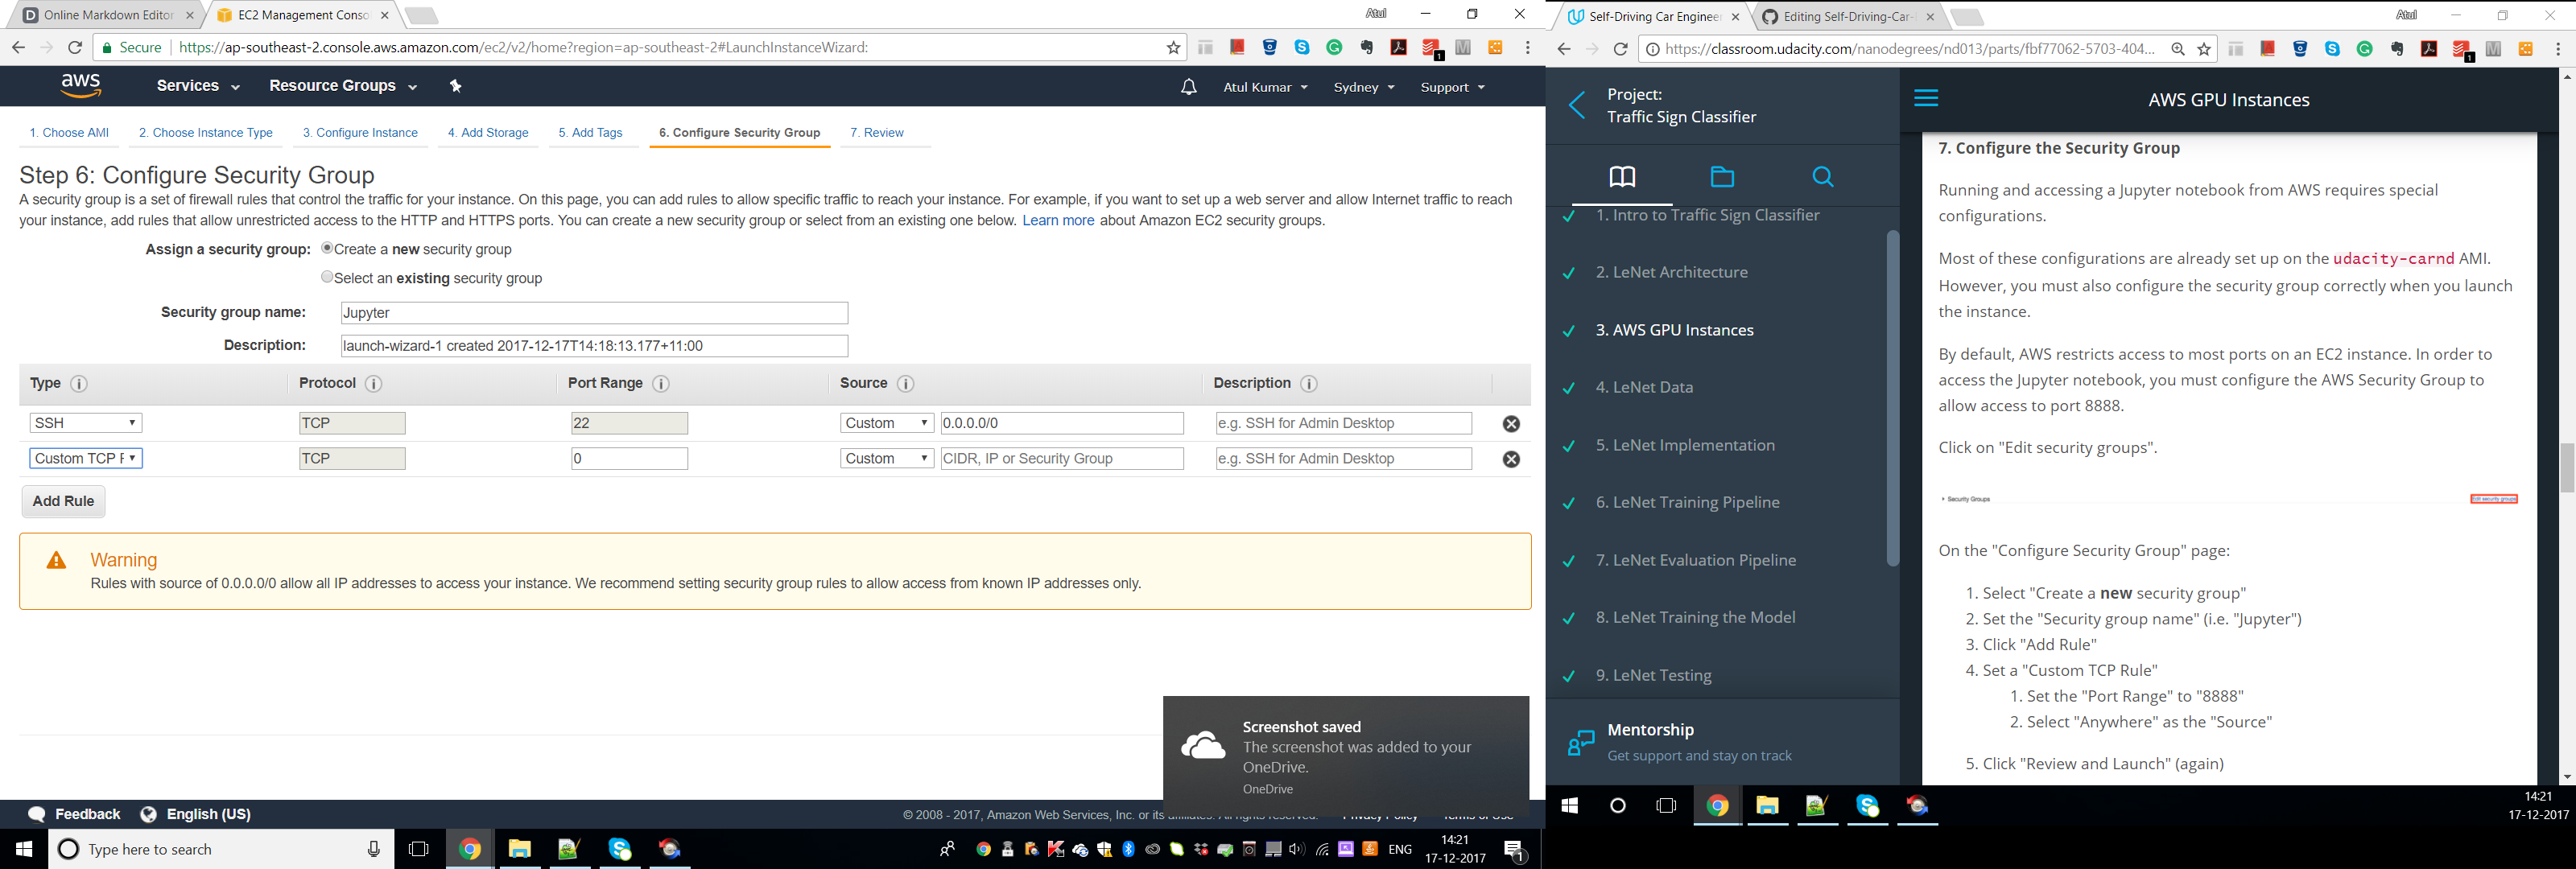 Online Markdown Editor
EC2 Management Conso
Atul
Secure
https://ap-southeast-2.console.aws.amazon.com/ec2/v2/home?region=ap-southeast-2#LaunchInstanceWizard:
aws
Services
Resource Groups
Atul Kumar
Sydney
Support
1. Choose AMI
2. Choose Instance Type
3. Configure Instance
4. Add Storage
5. Add Tags
6. Configure Security Group
7. Review
Step 6: Configure Security Group
A security group is a set of firewall rules that control the traffic for your instance. On this page, you can add rules to allow specific traffic to reach your instance. For example, if you want to set up a web server and allow Internet traffic to reach
your instance, add rules that allow unrestricted access to the HTTP and HTTPS ports. You can create a new security group or select from an existing one below. Learn more about Amazon EC2 security groups.
Assign a security group:
Create a new security group
Select an existing security group
Security group name:
Jupyter
Description:
launch-wizard-1 created 2017-12-17T14:18:13.177+11:00
Type
Protocol
Port Range
Source
Description
SSH
TCP
22
Custom
0.0.0.0/0
e.g. SSH for Admin Desktop
Custom TCP F
TCP
0
Custom
CIDR, IP or Security Group
e.g. SSH for Admin Desktop
Add Rule
Warning
Rules with source of 0.0.0.0/0 allow all IP addresses to access your instance. We recommend setting security group rules to allow access from known IP addresses only.
Screenshot saved
The screenshot was added to your
OneDrive.
OneDrive
Feedback
English (US)
© 2008 - 2017, Amazon Web Services, Inc. or its affiliates. All rights reserved.
Privacy Policy
Terms of Use
Type here to search
ENG
14:21
17-12-2017
1
Self-Driving Car Engineer
Editing Self-Driving-Car-
Atul
https://classroom.udacity.com/nanodegrees/nd013/parts/fbf77062-5703-404...
Project:
Traffic Sign Classifier
AWS GPU Instances
1. Intro to Traffic Sign Classifier
2. LeNet Architecture
3. AWS GPU Instances
4. LeNet Data
5. LeNet Implementation
6. LeNet Training Pipeline
7. LeNet Evaluation Pipeline
8. LeNet Training the Model
9. LeNet Testing
Mentorship
Get support and stay on track
7. Configure the Security Group
Running and accessing a Jupyter notebook from AWS requires special
configurations.
Most of these configurations are already set up on the udacity-carnd AMI.
However, you must also configure the security group correctly when you launch
the instance.
By default, AWS restricts access to most ports on an EC2 instance. In order to
access the Jupyter notebook, you must configure the AWS Security Group to
allow access to port 8888.
Click on "Edit security groups".
Security Groups
Edit security groups
On the "Configure Security Group" page:
1. Select "Create a new security group"
2. Set the "Security group name" (i.e. "Jupyter")
3. Click "Add Rule"
4. Set a "Custom TCP Rule"
1. Set the "Port Range" to "8888"
2. Select "Anywhere" as the "Source"
5. Click "Review and Launch" (again)
14:21
17-12-2017